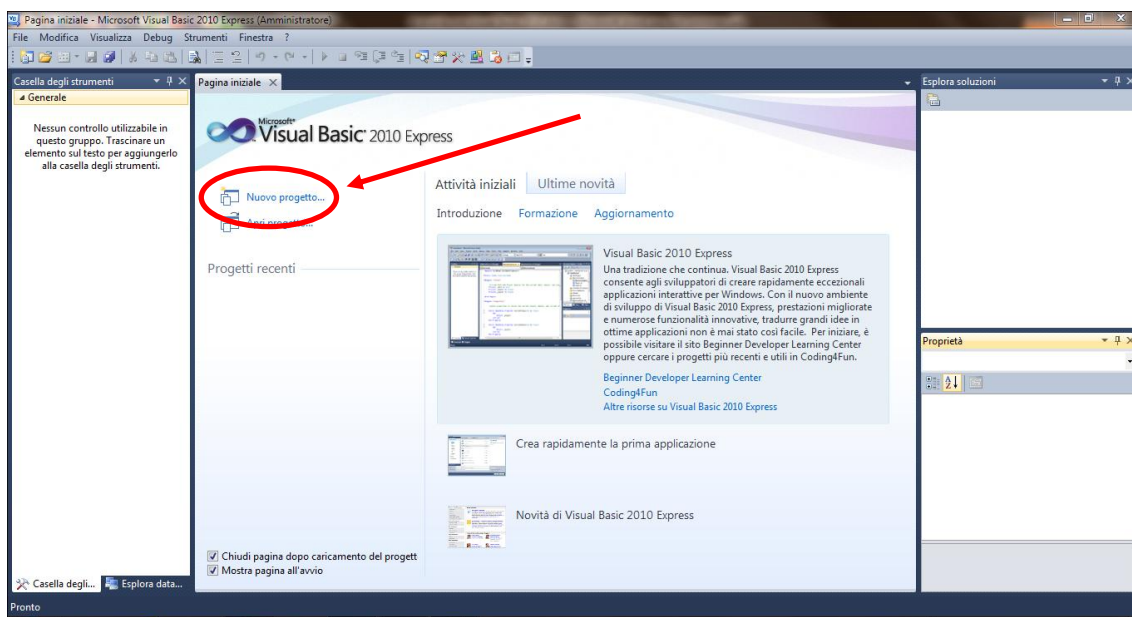 Pagina iniziale - Microsoft Visual Basic 2010 Express (Amministratore)
File Modifica Visualizza Debug Strumenti Finestra ?
Casella degli strumenti
Generale
Nessun controllo utilizzabile in
questo gruppo. Trascinare un
elemento sul testo per aggiungerlo
alla casella degli strumenti.
Casella degli... Esplora data...
Pagina iniziale
Microsoft
Visual Basic 2010 Express
Nuovo progetto...
Apri progetto...
Progetti recenti
Chiudi pagina dopo caricamento del progett
Mostra pagina all'avvio
Attività iniziali Ultime novità
Introduzione Formazione Aggiornamento
Visual Basic 2010 Express
Una tradizione che continua. Visual Basic 2010 Express
consente agli sviluppatori di creare rapidamente eccezionali
applicazioni interattive per Windows. Con il nuovo ambiente
di sviluppo di Visual Basic 2010 Express, prestazioni migliorate
e numerose funzionalità innovative, tradurre grandi idee in
ottime applicazioni non è mai stato così facile. Per iniziare, è
possibile visitare il sito Beginner Developer Learning Center
oppure cercare i progetti più recenti e utili in Coding4Fun.
Beginner Developer Learning Center
Coding4Fun
Altre risorse su Visual Basic 2010 Express
Crea rapidamente la prima applicazione
Novità di Visual Basic 2010 Express
Esplora soluzioni
Proprietà
Pronto